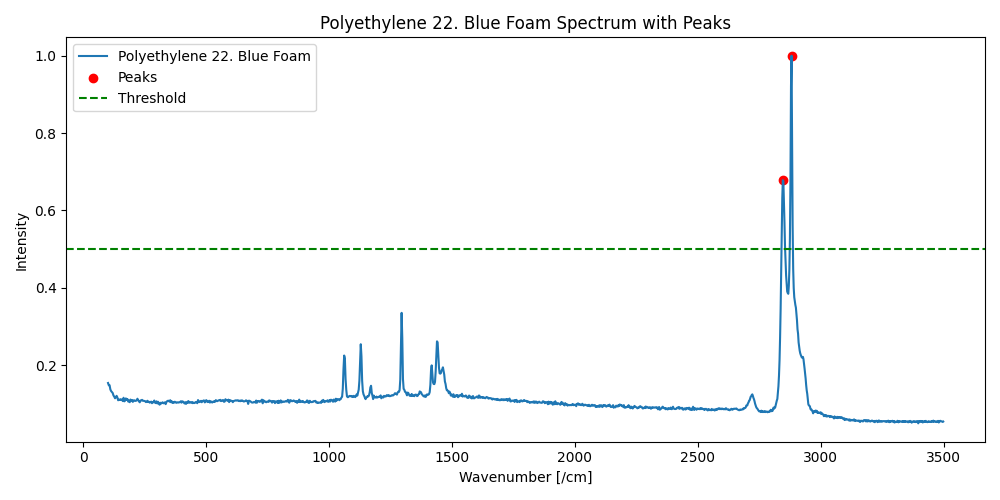 Polyethylene 22. Blue Foam Spectrum with Peaks
Polyethylene 22. Blue Foam
Peaks
Threshold
1.0
0.8
0.6
0.4
0.2
Intensity
0 500 1000 1500 2000 2500 3000 3500
Wavenumber [/cm]